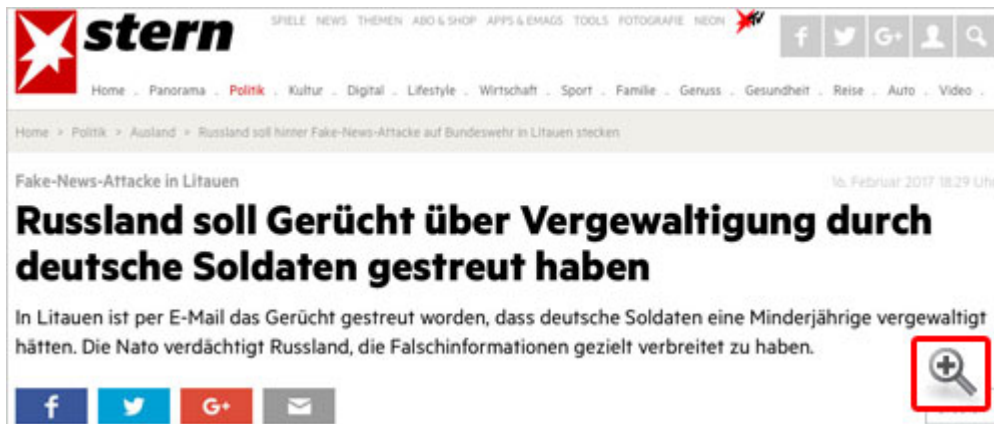 stern
SPIELE NEWS THEMEN ABO & SHOP APPS & EMAGS TOOLS FOTOGRAFIE NEON TV
f G+
Home . Panorama . Politik . Kultur . Digital . Lifestyle . Wirtschaft . Sport . Familie . Genuss . Gesundheit . Reise . Auto . Video .
Home > Politik > Ausland > Russland soll hinter Fake-News-Attacke auf Bundeswehr in Litauen stecken
Fake-News-Attacke in Litauen
16. Februar 2017 18:29 Uhr
Russland soll Gerücht über Vergewaltigung durch
deutsche Soldaten gestreut haben
In Litauen ist per E-Mail das Gerücht gestreut worden, dass deutsche Soldaten eine Minderjährige vergewaltigt
hätten. Die Nato verdächtigt Russland, die Falschinformationen gezielt verbreitet zu haben.
f G+